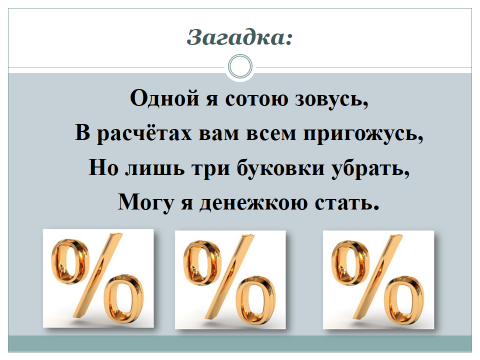 Загадка:
Одной я сотою зовусь,
В расчётах вам всем пригожусь,
Но лишь три буковки убрать,
Могу я денежкою стать.
% % %